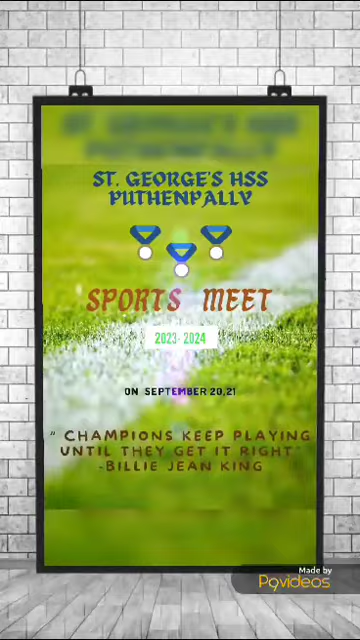 ST. GEORGE'S HSS
PUTHENPALLY
SPORTS MEET
2023-2024
ON SEPTEMBER 20,21
" CHAMPIONS KEEP PLAYING
UNTIL THEY GET IT RIGHT"
-BILLIE JEAN KING
Made by
P9videos